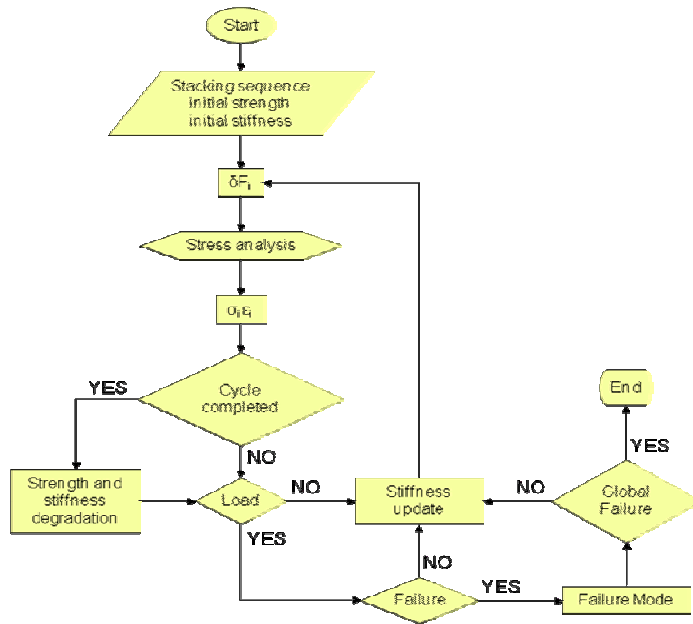 Start
Stacking sequence
initial strength
initial stiffness
δFᵢ
Stress analysis
σᵢεᵢ
Cycle
completed
YES
NO
Strength and
stiffness
degradation
Load
NO
YES
Stiffness
update
NO
Failure
YES
Failure Mode
Global
Failure
NO
YES
End